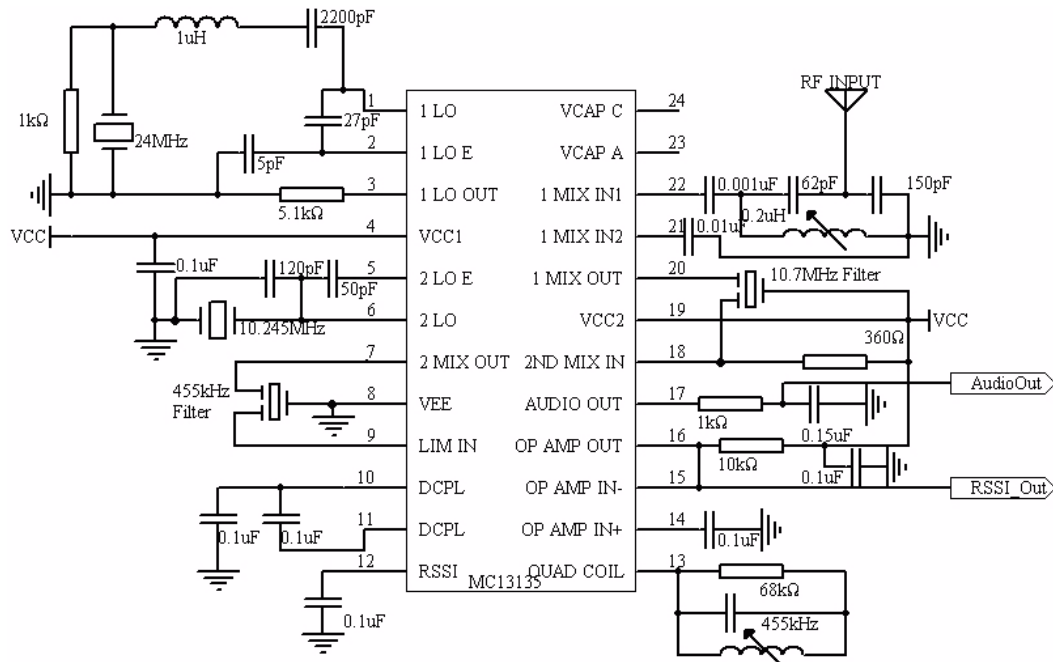 2200pF
1uH
RF INPUT
1 1 LO VCAP C 24
1kΩ
27pF
24MHz
2 1 LO E VCAP A 23
5pF
3 1 LO OUT 1 MIX IN1 22
0.001uF
62pF
150pF
5.1kΩ
0.2uH
VCC
4 VCC1 1 MIX IN2 21
0.01uF
0.1uF
120pF
50pF
5 2 LO E 1 MIX OUT 20
10.7MHz Filter
10.245MHz
6 2 LO VCC2 19
VCC
360Ω
7 2 MIX OUT 2ND MIX IN 18
455kHz
Filter
AudioOut
8 VEE AUDIO OUT 17
1kΩ
0.15uF
9 LIM IN OP AMP OUT 16
10kΩ
0.1uF
10 DCPL OP AMP IN- 15
RSSI_Out
0.1uF
0.1uF
11 DCPL OP AMP IN+ 14
0.1uF
12 RSSI QUAD COIL 13
MC13135
68kΩ
0.1uF
455kHz